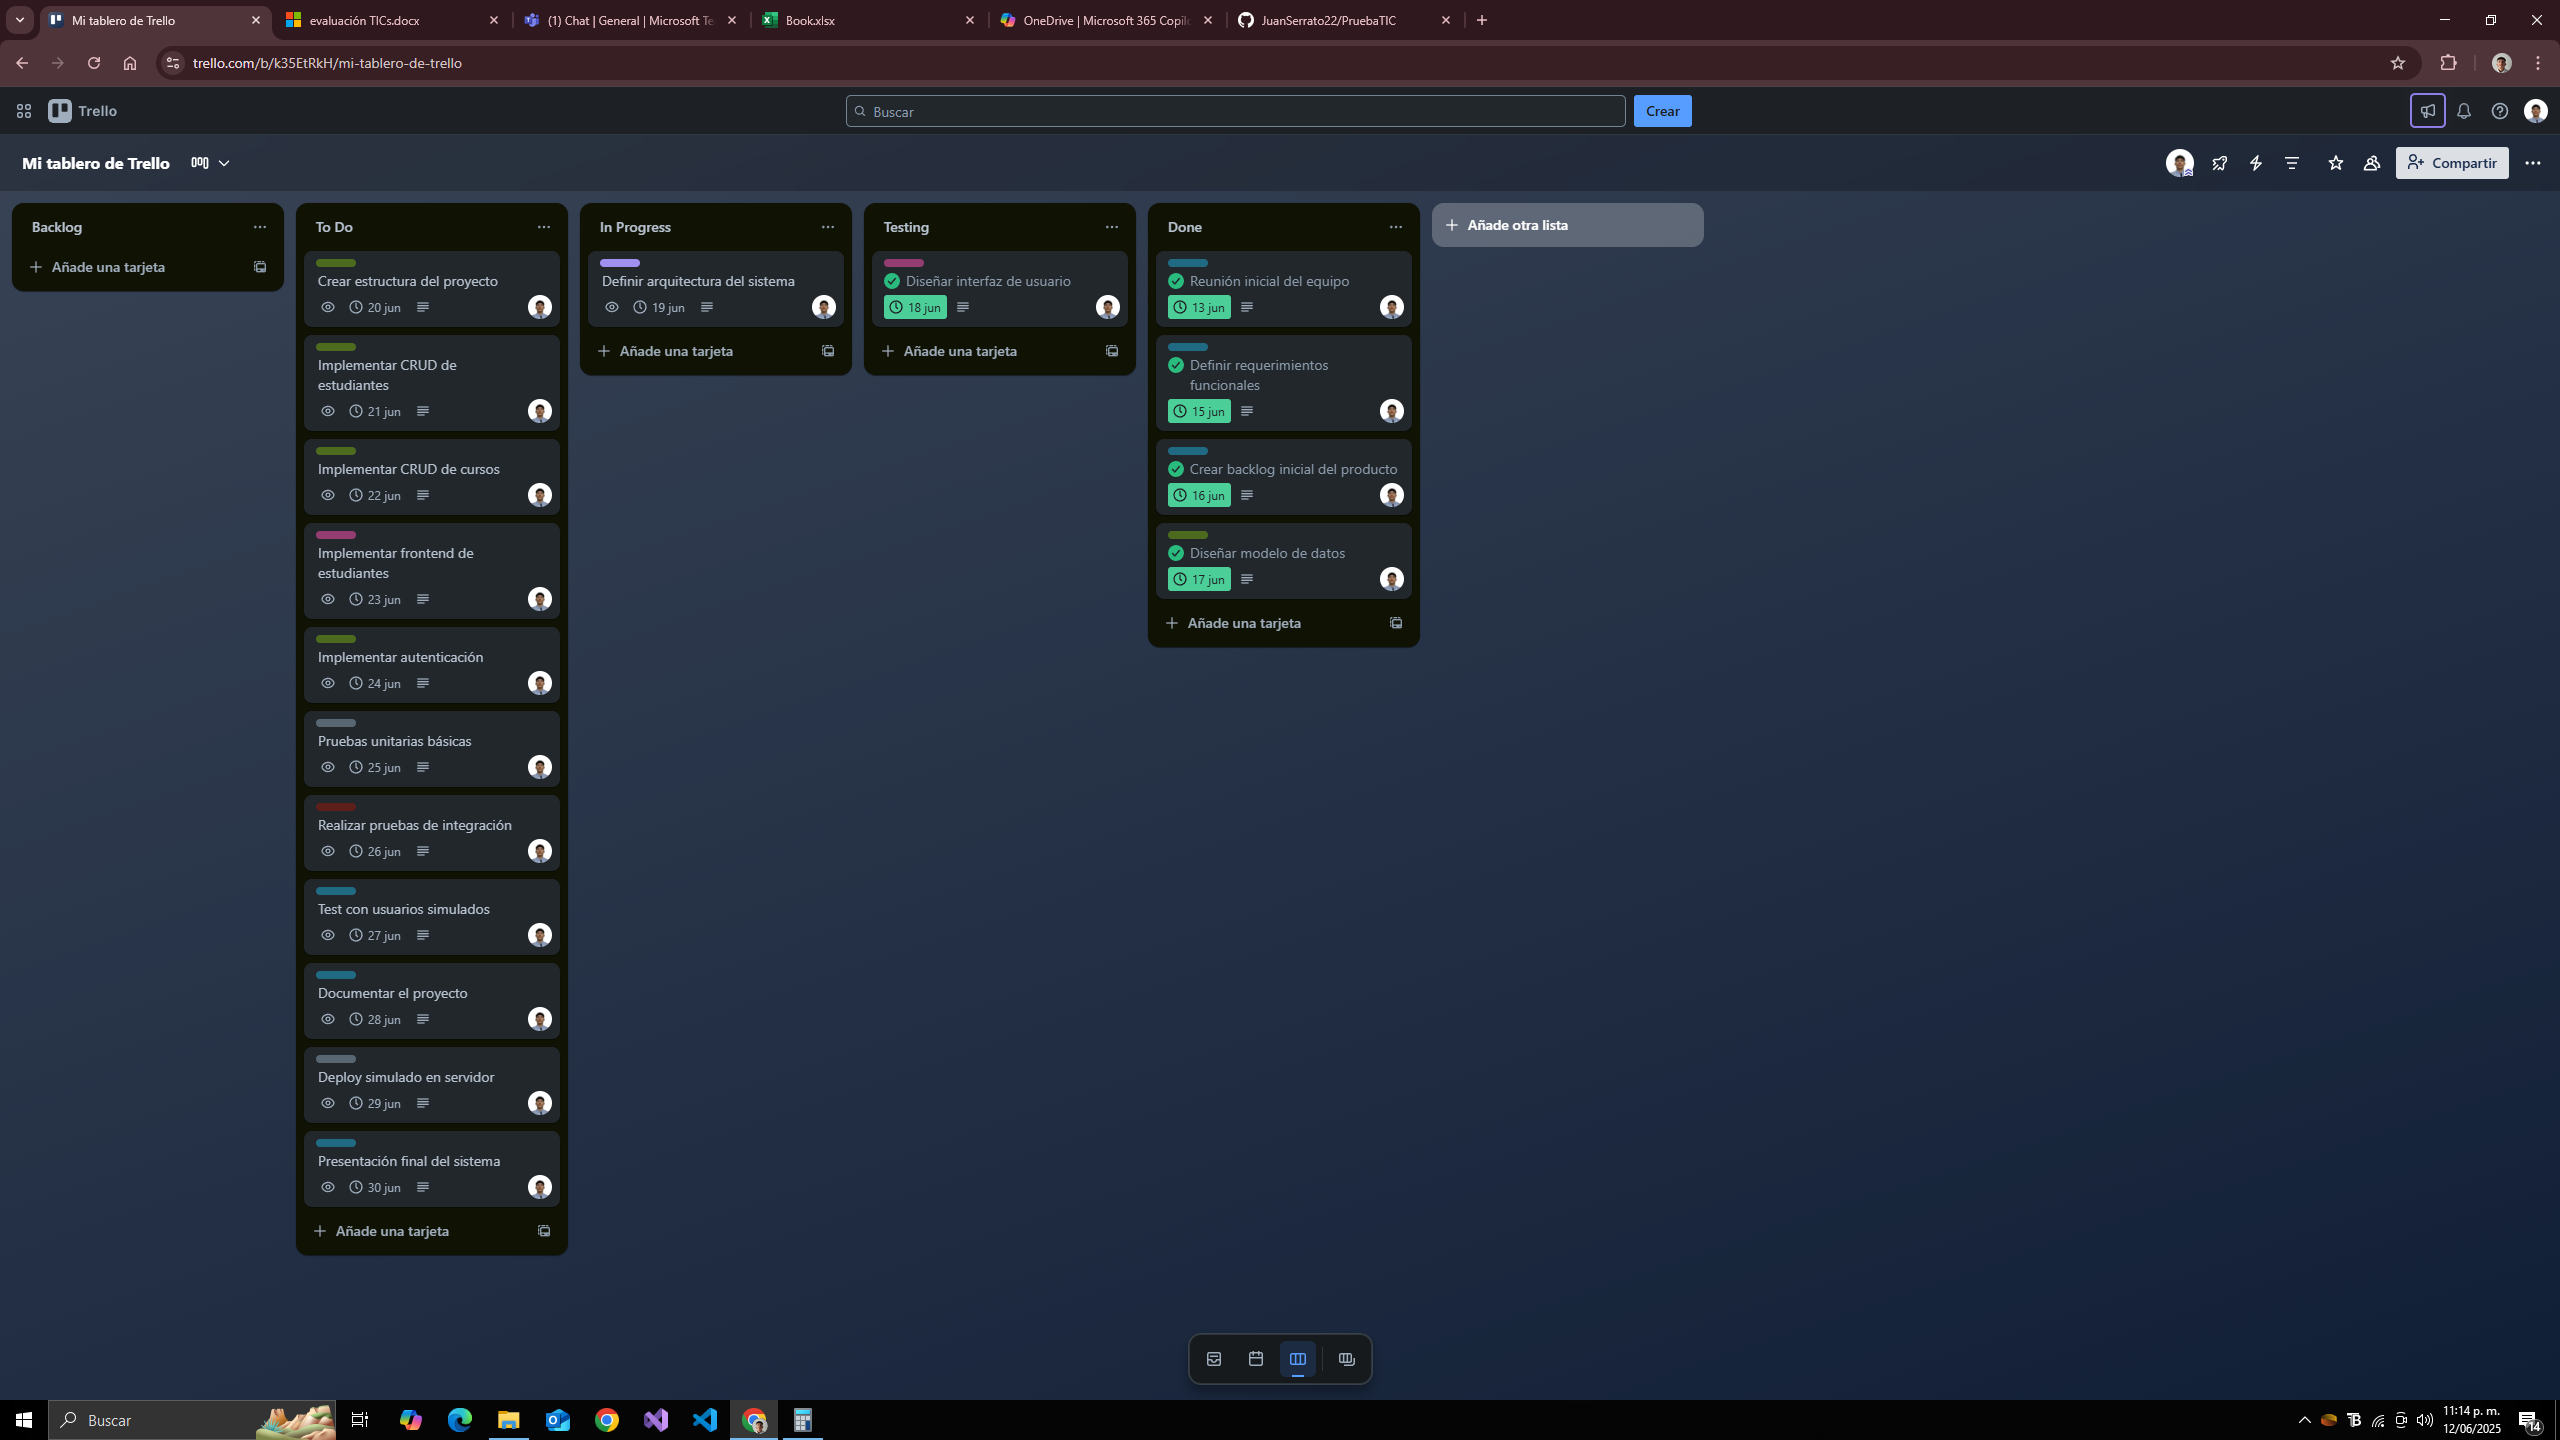 Mi tablero de Trello
evaluación TICs.docx
(1) Chat | General | Microsoft Te
Book.xlsx
OneDrive | Microsoft 365 Copilo
JuanSerrato22/PruebaTIC
trello.com/b/k35EtRkH/mi-tablero-de-trello
Trello
Buscar
Crear
Mi tablero de Trello
Compartir
Backlog
Añade una tarjeta
To Do
Crear estructura del proyecto
20 jun
Implementar CRUD de
estudiantes
21 jun
Implementar CRUD de cursos
22 jun
Implementar frontend de
estudiantes
23 jun
Implementar autenticación
24 jun
Pruebas unitarias básicas
25 jun
Realizar pruebas de integración
26 jun
Test con usuarios simulados
27 jun
Documentar el proyecto
28 jun
Deploy simulado en servidor
29 jun
Presentación final del sistema
30 jun
Añade una tarjeta
In Progress
Definir arquitectura del sistema
19 jun
Añade una tarjeta
Testing
Diseñar interfaz de usuario
18 jun
Añade una tarjeta
Done
Reunión inicial del equipo
13 jun
Definir requerimientos
funcionales
15 jun
Crear backlog inicial del producto
16 jun
Diseñar modelo de datos
17 jun
Añade una tarjeta
Añade otra lista
Buscar
11:14 p. m.
12/06/2025
14